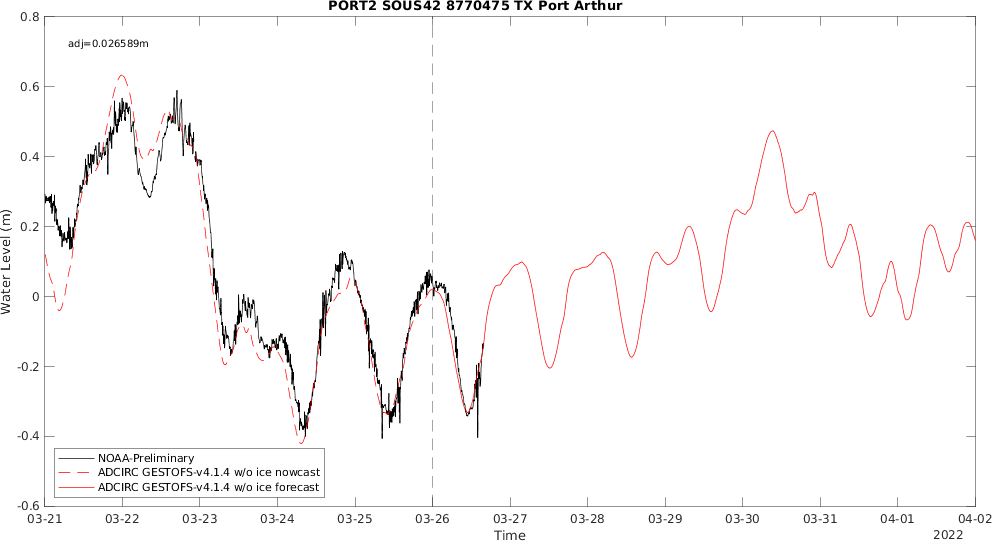 PORT2 SOUS42 8770475 TX Port Arthur
adj=0.026589m
0.8
0.6
0.4
0.2
0
-0.2
-0.4
-0.6
Water Level (m)
NOAA-Preliminary
ADCIRC GESTOFS-v4.1.4 w/o ice nowcast
ADCIRC GESTOFS-v4.1.4 w/o ice forecast
03-21 03-22 03-23 03-24 03-25 03-26 03-27 03-28 03-29 03-30 03-31 04-01 04-02
Time
2022